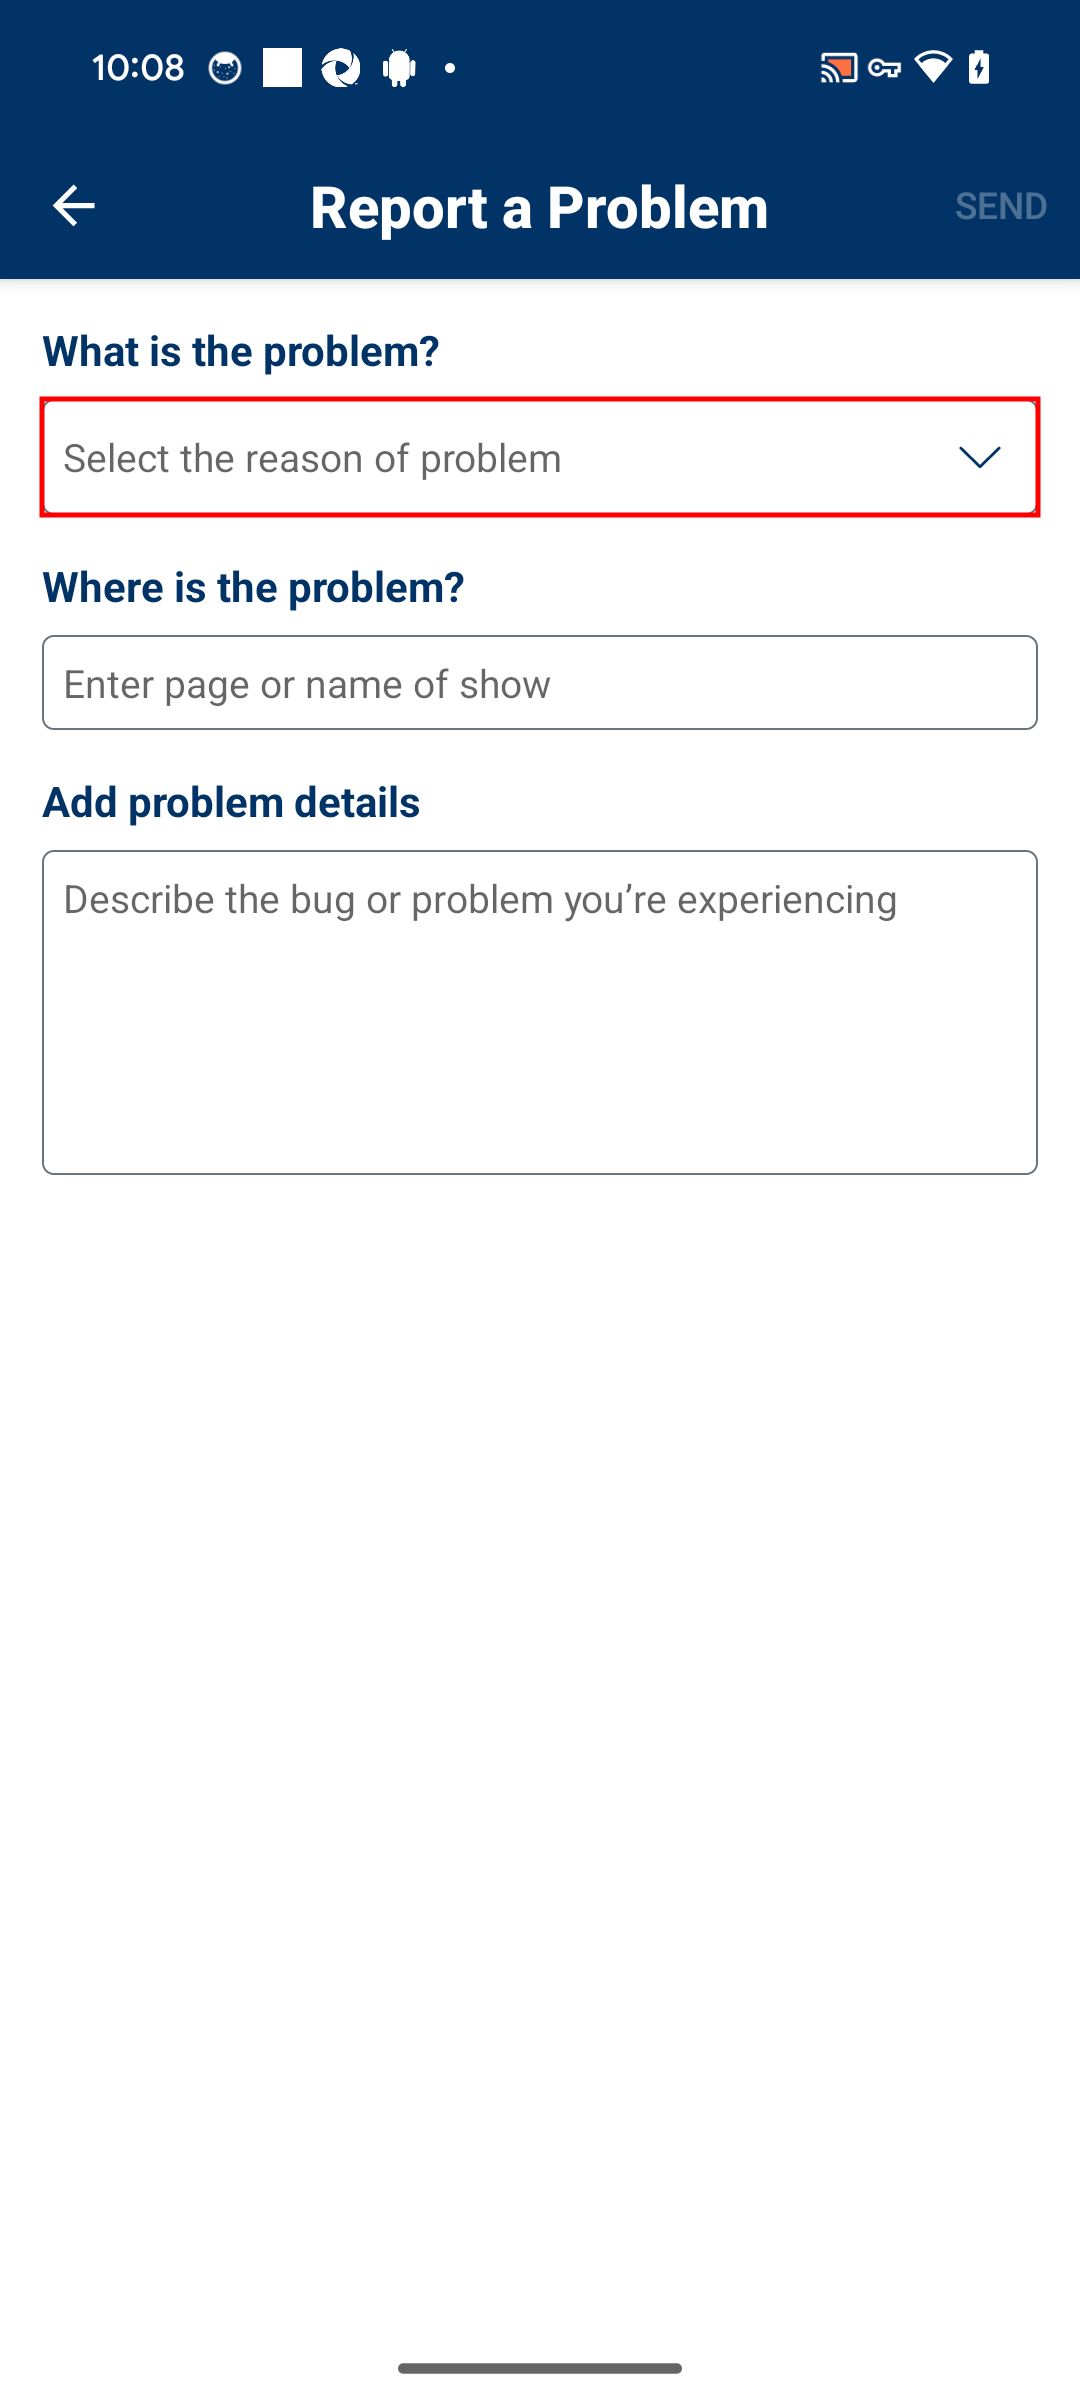 10:08
Report a Problem
SEND
What is the problem?
Select the reason of problem
Where is the problem?
Enter page or name of show
Add problem details
Describe the bug or problem you’re experiencing